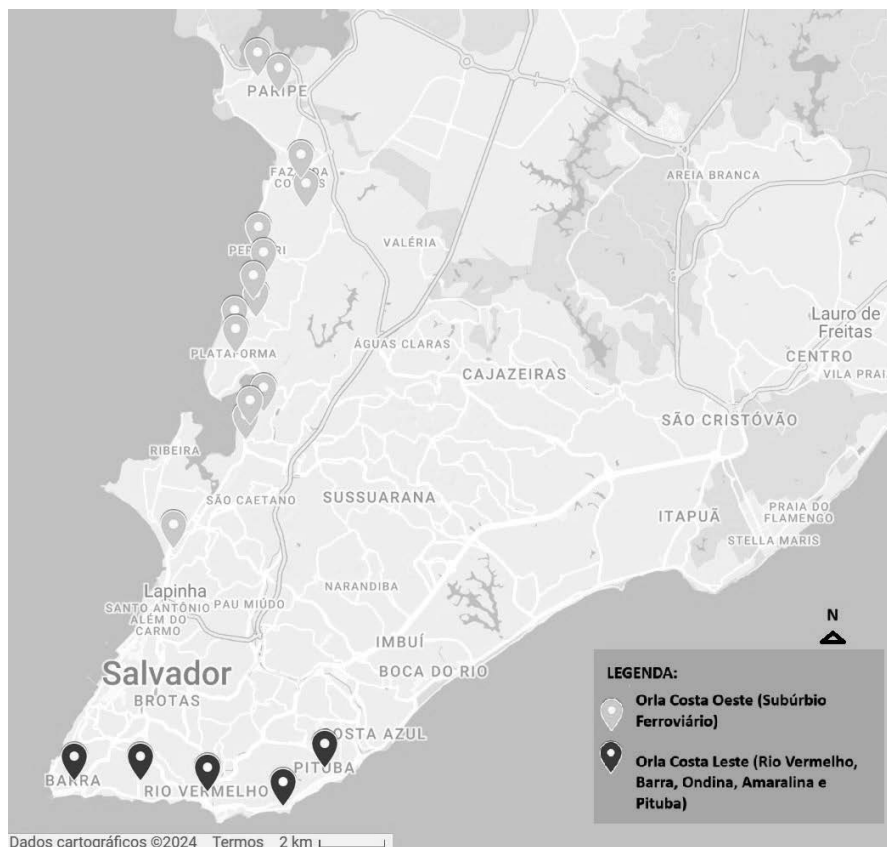 PARIPE
FAZENDA
AREIA BRANCA
VALÉRIA
Lauro de
Freitas
PLATAFORMA
ÁGUAS CLARAS
CENTRO
CAJAZEIRAS
VILA PRAI
SÃO CRISTÓVÃO
RIBEIRA
SÃO CAETANO
SUSSUARANA
PRAIA DO
FLAMENGO
ITAPUÃ
STELLA MARIS
NARANDIBA
Lapinha
PAU MIÚDO
SANTO ANTÔNIO
ALÉM DO
CARMO
N
IMBUÍ
Salvador
BOCA DO RIO
BROTAS
LEGENDA:
Orla Costa Oeste (Subúrbio
Ferroviário)
OSTA AZUL
PITUBA
BARRA
RIO VERMELHO
Orla Costa Leste (Rio Vermelho,
Barra, Ondina, Amaralina e
Pituba)
Dados cartográficos ©2024 Termos 2 km